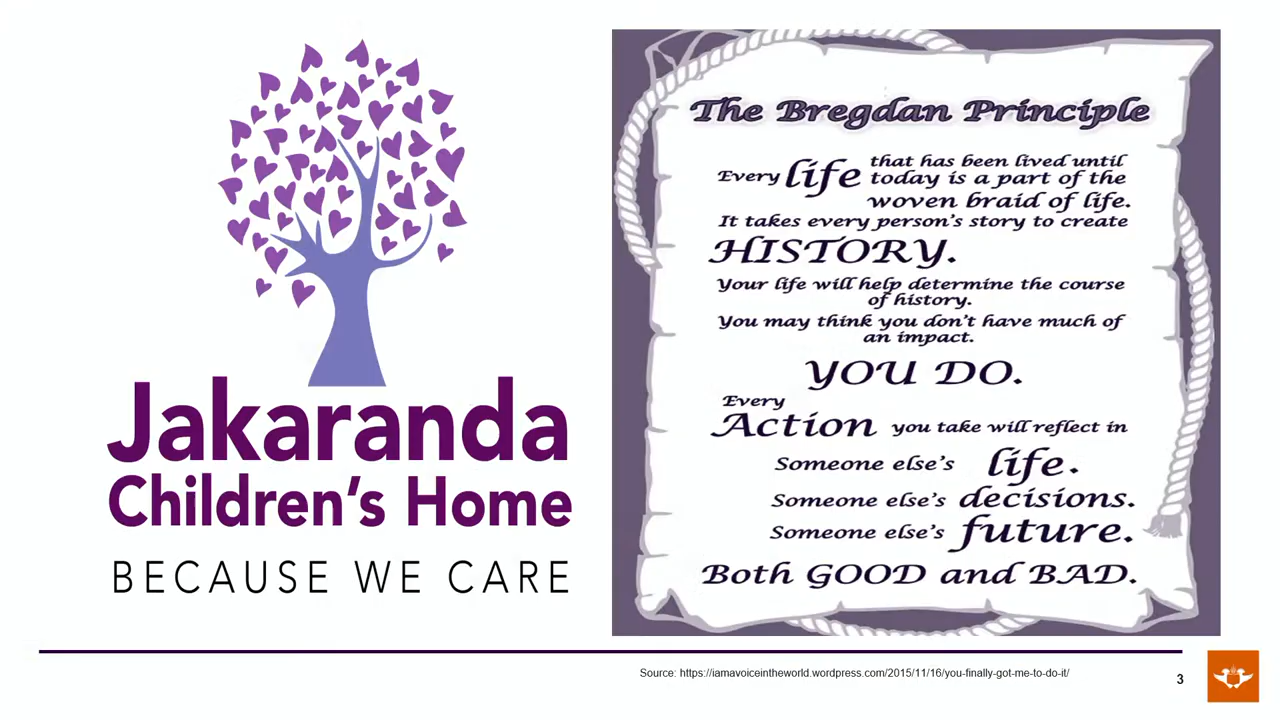 Jakaranda
Children's Home
BECAUSE WE CARE
The Bregdan Principle
Every life that has been lived until
today is a part of the
woven braid of life.
It takes every person's story to create
HISTORY.
Your life will help determine the course
of history.
You may think you don't have much of
an impact.
YOU DO.
Every
Action you take will reflect in
Someone else's life.
Someone else's decisions.
Someone else's future.
Both GOOD and BAD.
Source: https://iamavoiceintheworld.wordpress.com/2015/11/16/you-finally-got-me-to-do-it/
3